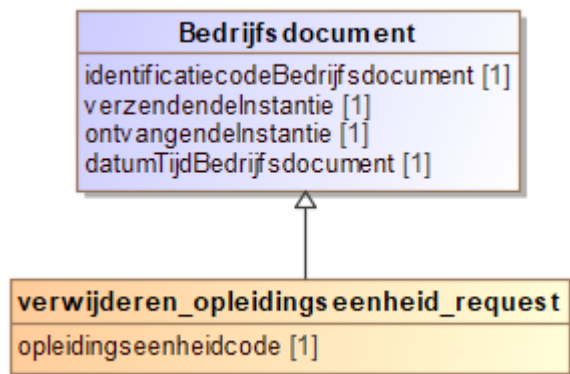 Bedrijfsdocument
identificatiecodeBedrijfsdocument [1]
verzendendeInstantie [1]
ontvangendeInstantie [1]
datumTijdBedrijfsdocument [1]
verwijderen_opleidingseenheid_request
opleidingseenheidcode [1]